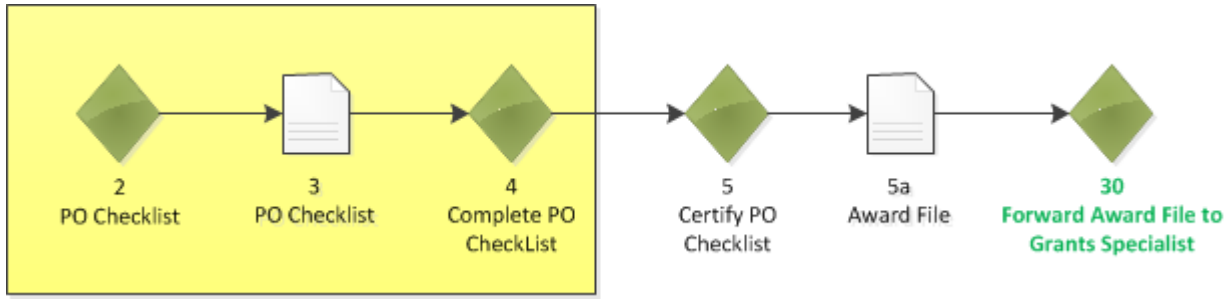 2
PO Checklist
3
PO Checklist
4
Complete PO
CheckList
5
Certify PO
Checklist
5a
Award File
30
Forward Award File to
Grants Specialist